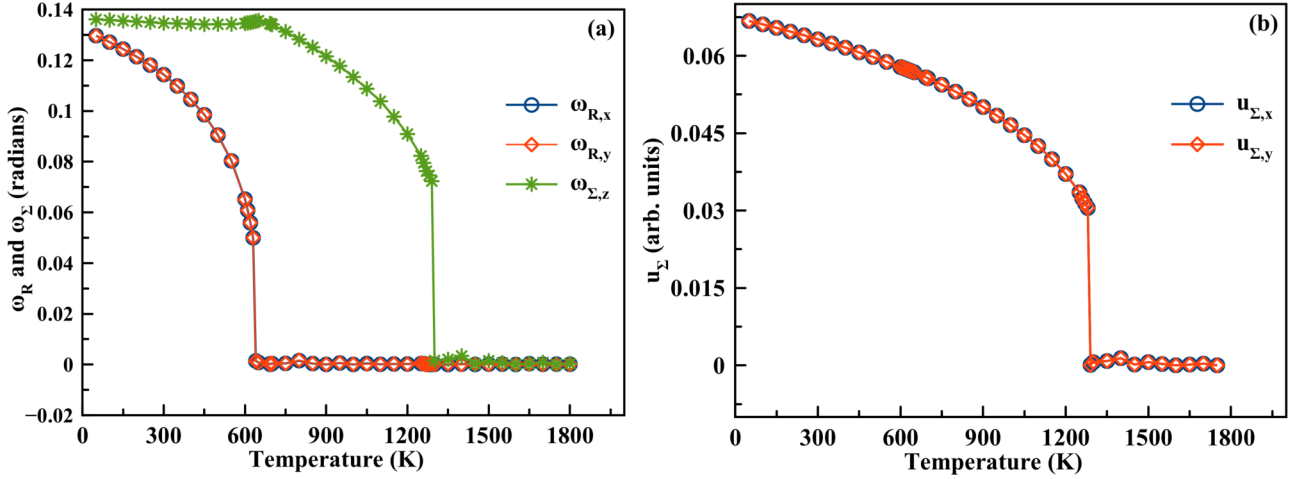 (a)
0.14
0.12
0.1
0.08
0.06
0.04
0.02
0
−0.02
ω_R and ω_Σ (radians)
ω_R,x
ω_R,y
ω_Σ,z
0 300 600 900 1200 1500 1800
Temperature (K)
(b)
0.06
0.045
0.03
0.015
0
u_Σ (arb. units)
u_Σ,x
u_Σ,y
0 300 600 900 1200 1500 1800
Temperature (K)